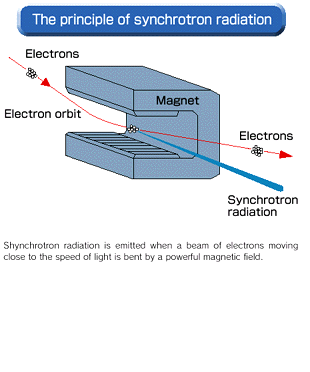 The principle of synchrotron radiation
Electrons
Magnet
Electron orbit
Electrons
Synchrotron
radiation
Shynchrotron radiation is emitted when a beam of electrons moving
close to the speed of light is bent by a powerful magnetic field.